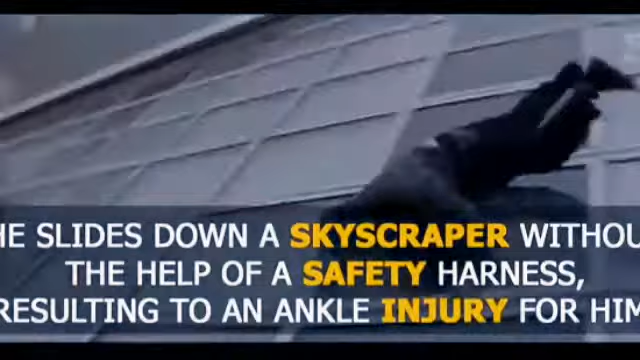 HE SLIDES DOWN A SKYSCRAPER WITHOU
THE HELP OF A SAFETY HARNESS,
RESULTING TO AN ANKLE INJURY FOR HIM